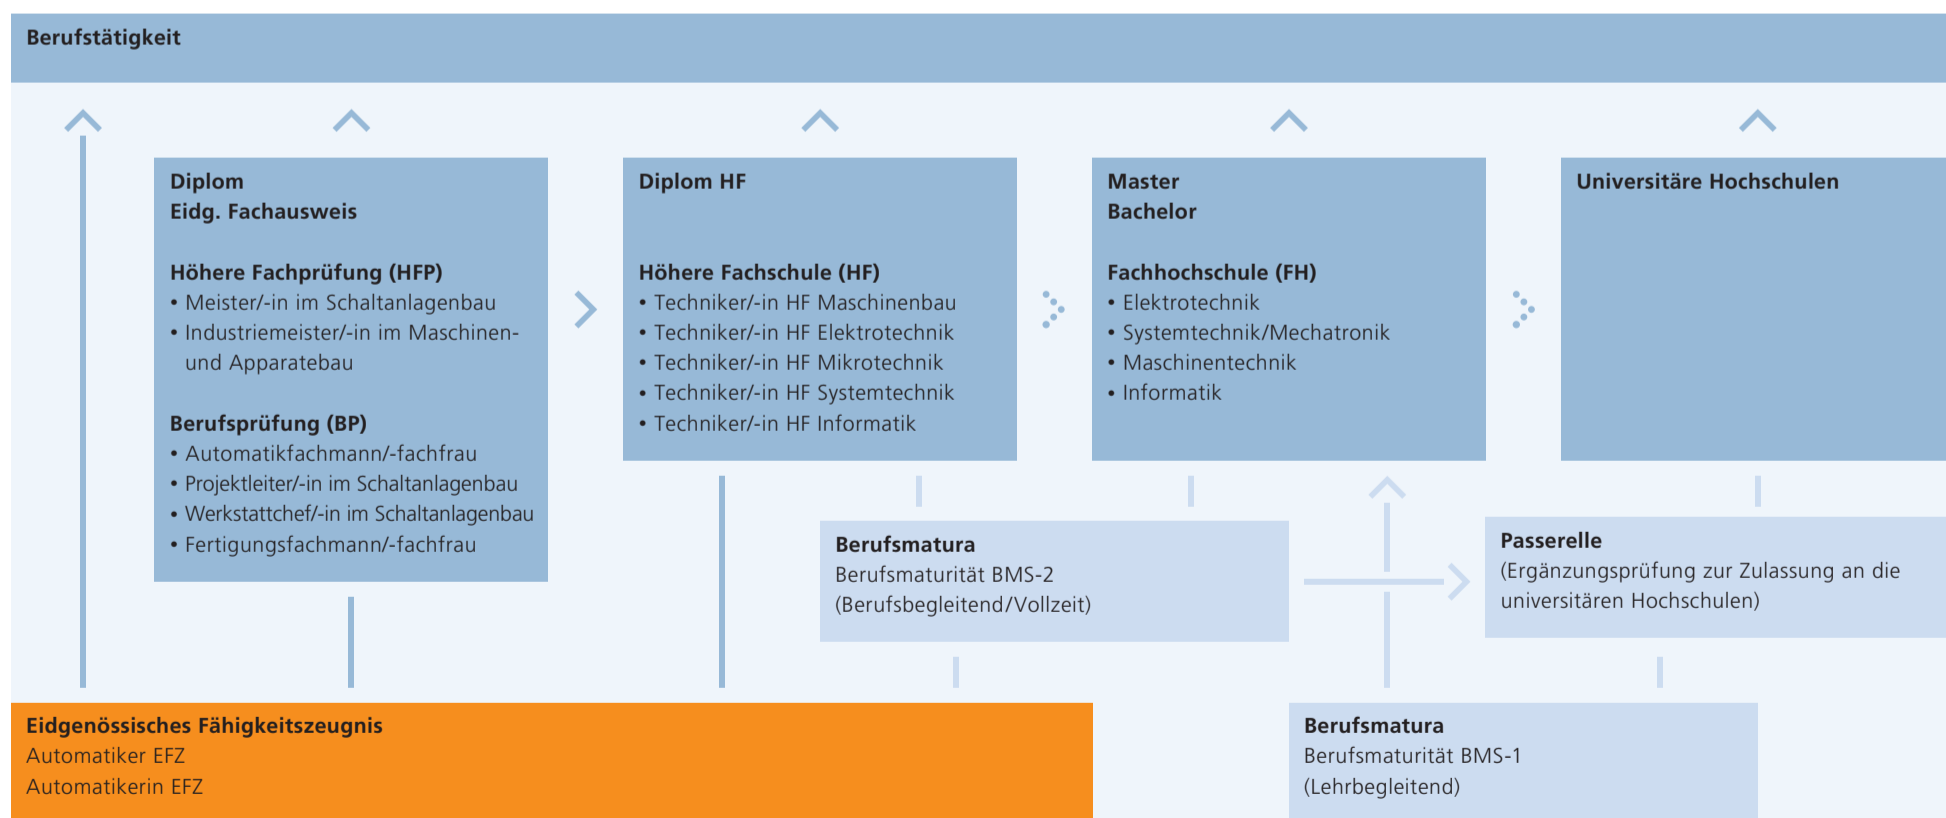 Berufstätigkeit
Diplom
Eidg. Fachausweis
Höhere Fachprüfung (HFP)
• Meister/-in im Schaltanlagenbau
• Industriemeister/-in im Maschinen-
und Apparatebau
Berufsprüfung (BP)
• Automatikfachmann/-fachfrau
• Projektleiter/-in im Schaltanlagenbau
• Werkstattchef/-in im Schaltanlagenbau
• Fertigungsfachmann/-fachfrau
Diplom HF
Höhere Fachschule (HF)
• Techniker/-in HF Maschinenbau
• Techniker/-in HF Elektrotechnik
• Techniker/-in HF Mikrotechnik
• Techniker/-in HF Systemtechnik
• Techniker/-in HF Informatik
Master
Bachelor
Fachhochschule (FH)
• Elektrotechnik
• Systemtechnik/Mechatronik
• Maschinentechnik
• Informatik
Universitäre Hochschulen
Berufsmatura
Berufsmaturität BMS-2
(Berufsbegleitend/Vollzeit)
Passerelle
(Ergänzungsprüfung zur Zulassung an die
universitären Hochschulen)
Eidgenössisches Fähigkeitszeugnis
Automatiker EFZ
Automatikerin EFZ
Berufsmatura
Berufsmaturität BMS-1
(Lehrbegleitend)